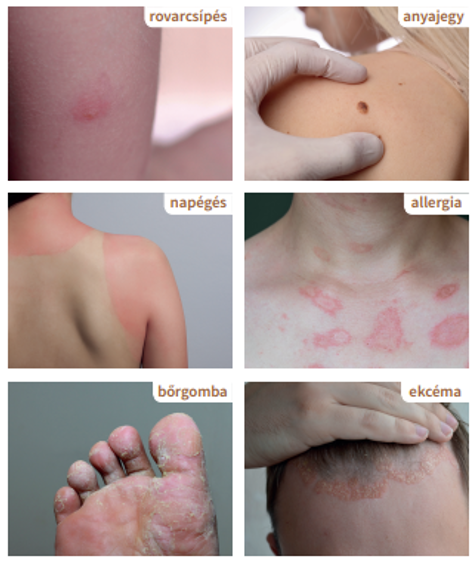 rovarcsípés
anyajegy
napégés
allergia
bőrgomba
ekcéma